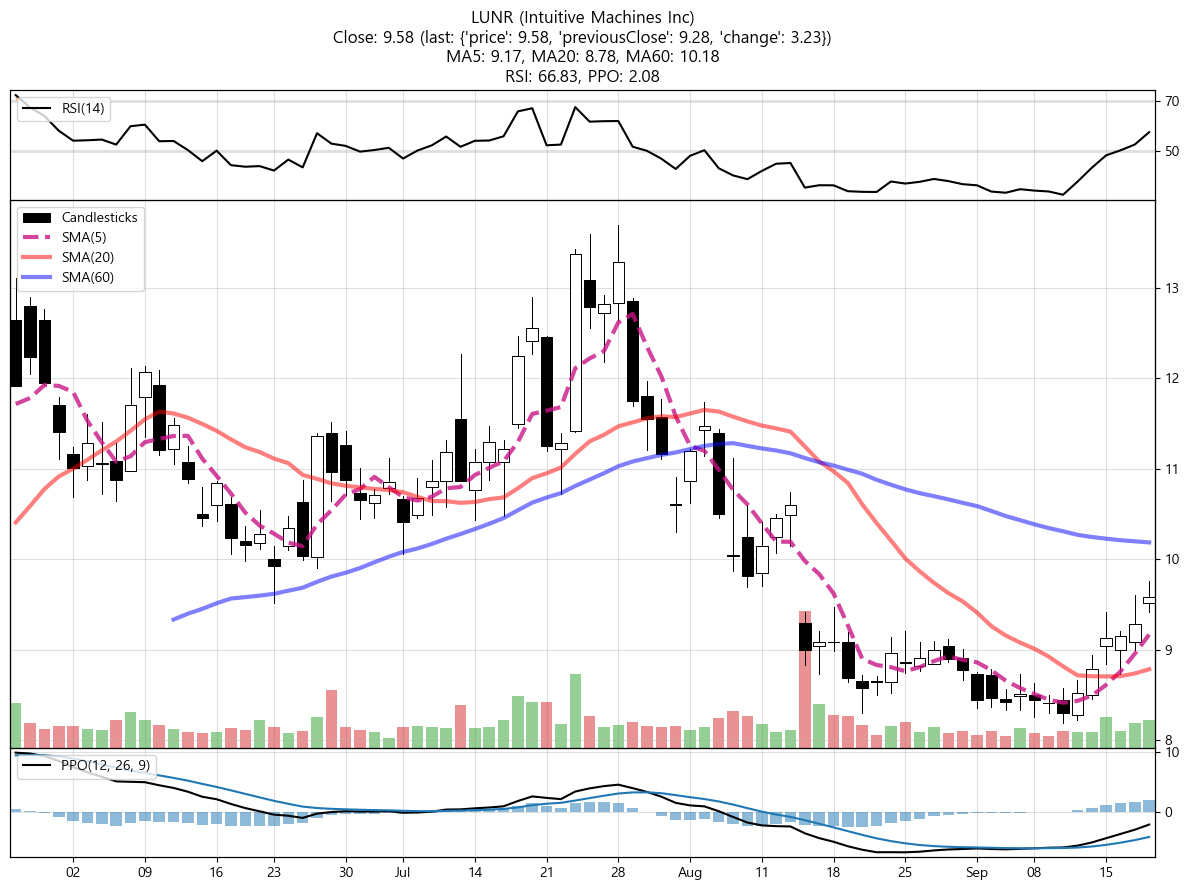 LUNR (Intuitive Machines Inc)
Close: 9.58 (last: {'price': 9.58, 'previousClose': 9.28, 'change': 3.23})
MA5: 9.17, MA20: 8.78, MA60: 10.18
RSI: 66.83, PPO: 2.08
RSI(14)
70
50
Candlesticks
SMA(5)
SMA(20)
SMA(60)
13
12
11
10
9
8
PPO(12, 26, 9)
10
0
02 09 16 23 30 Jul 14 21 28 Aug 11 18 25 Sep 08 15